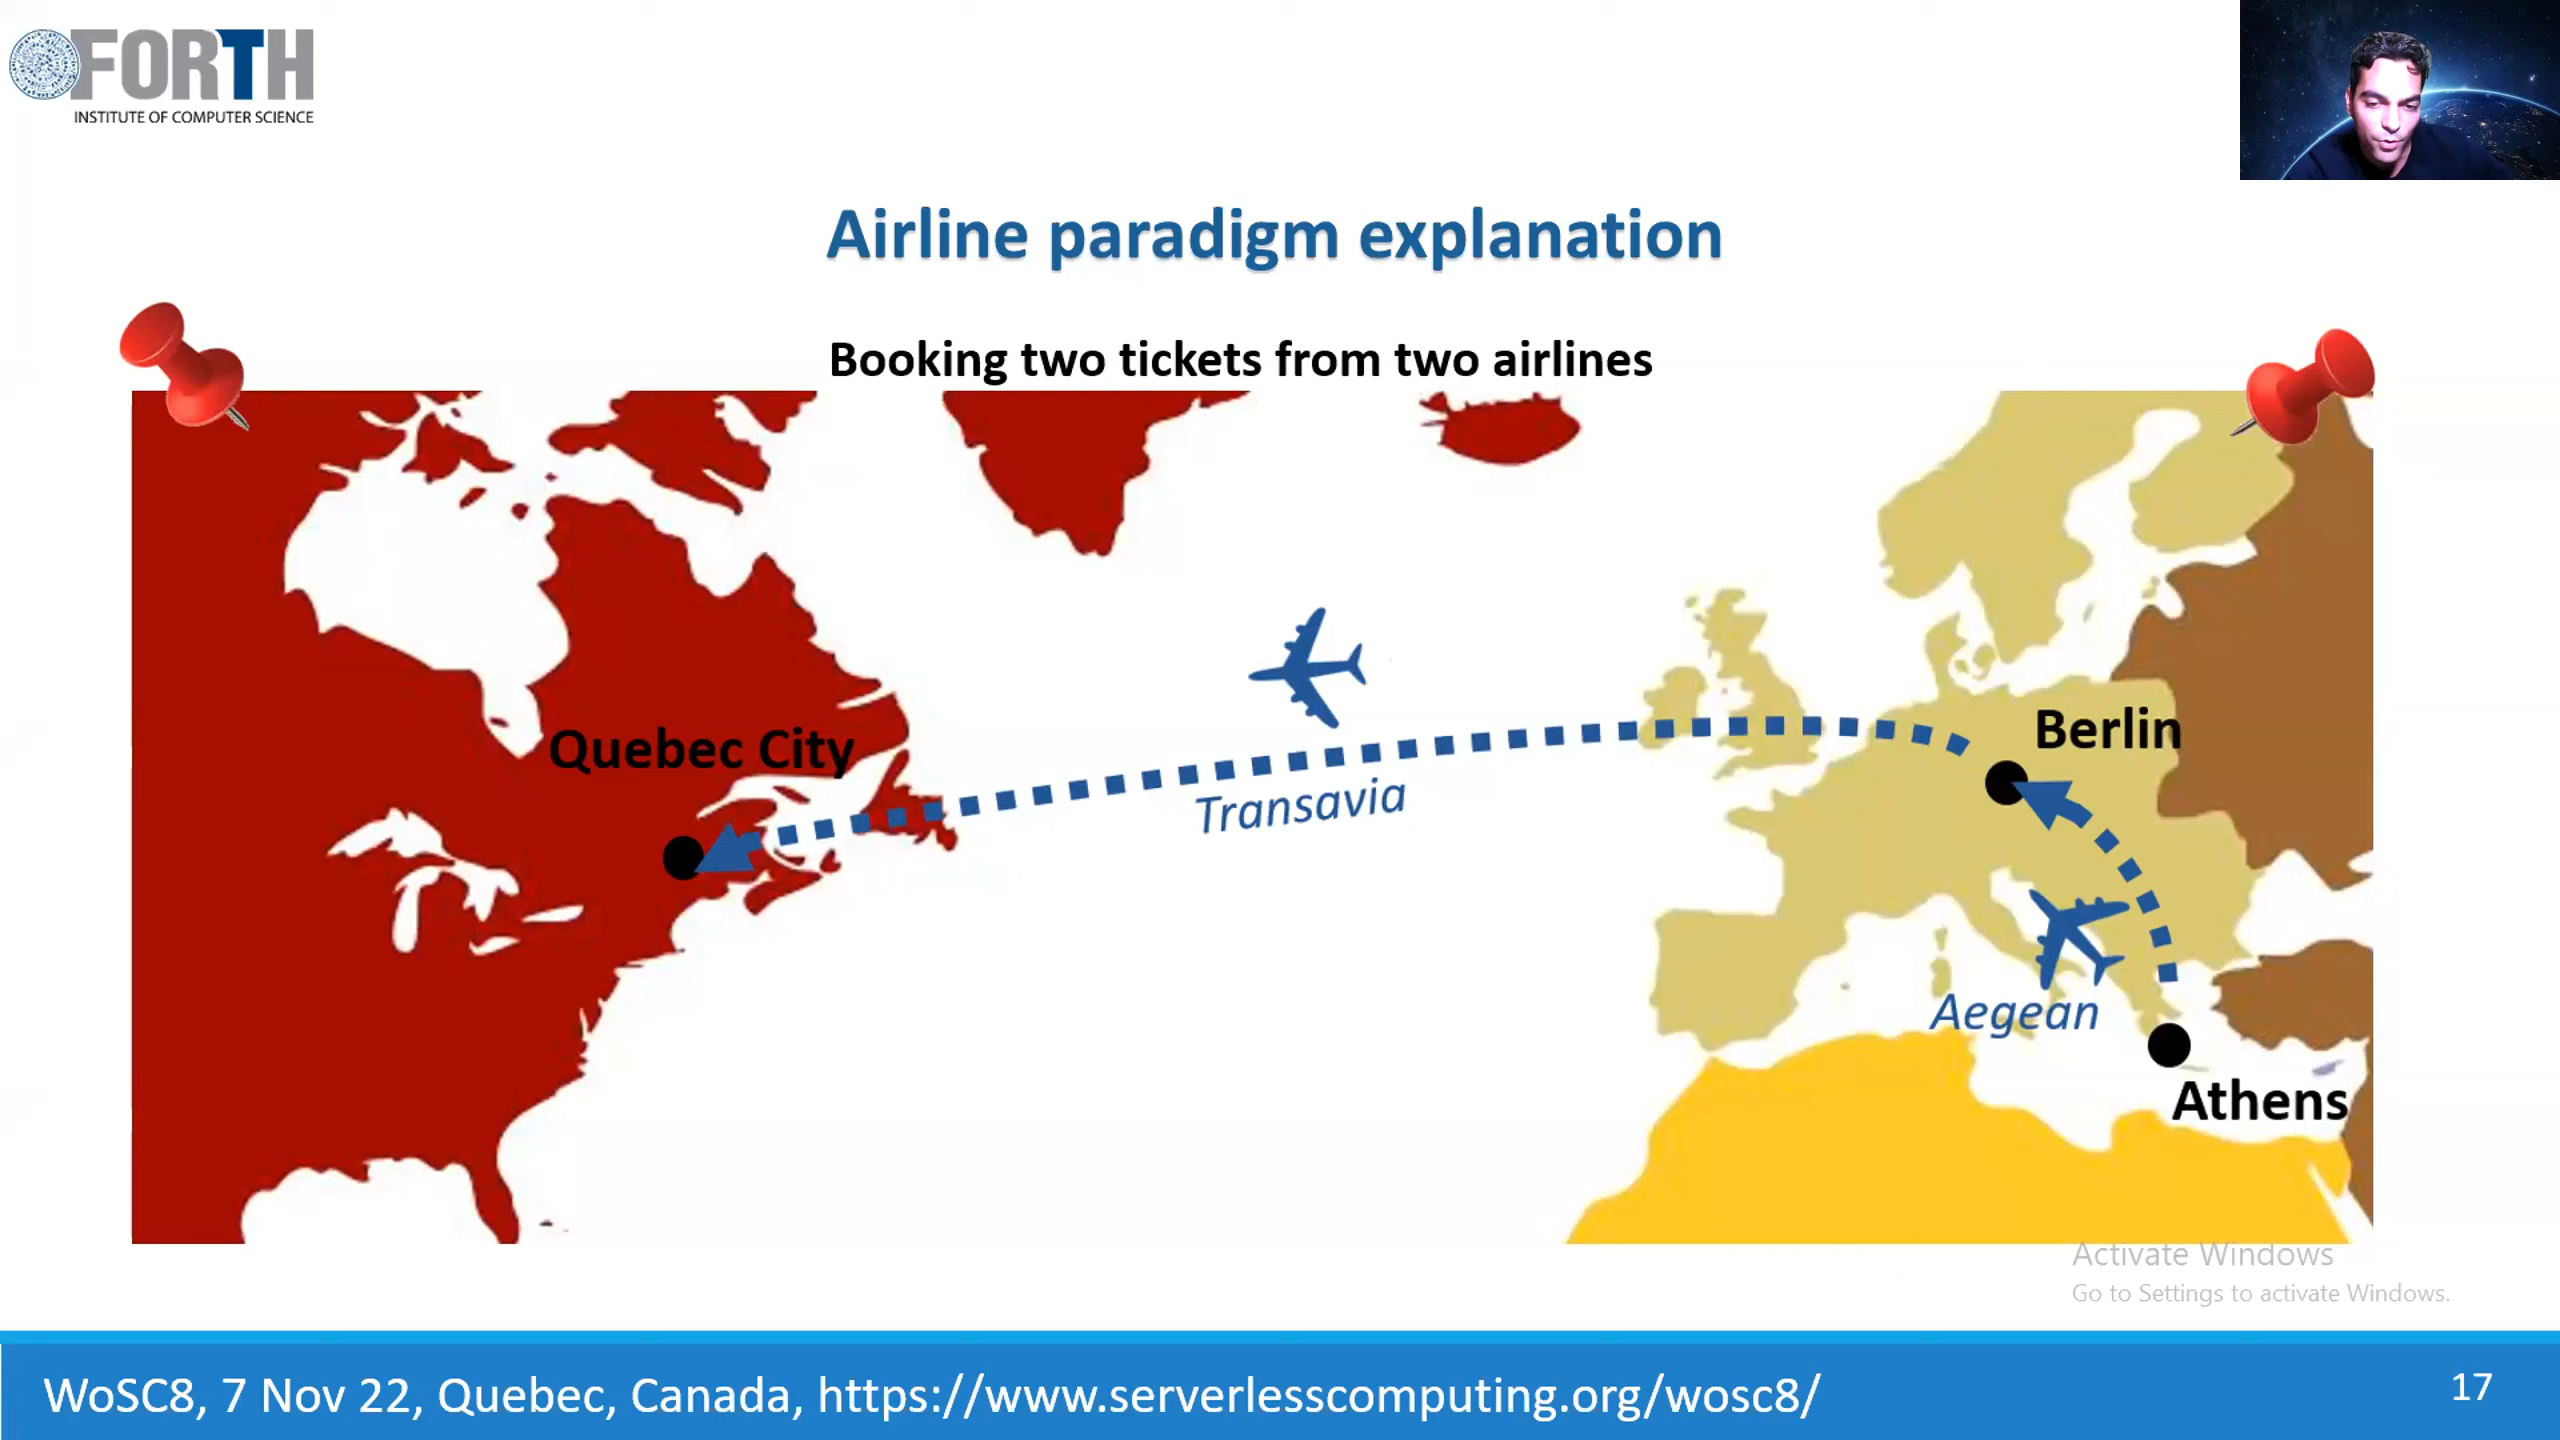 FORTH
INSTITUTE OF COMPUTER SCIENCE
Airline paradigm explanation
Booking two tickets from two airlines
Quebec City
Berlin
Transavia
Aegean
Athens
Activate Windows
Go to Settings to activate Windows.
WoSC8, 7 Nov 22, Quebec, Canada, https://www.serverlesscomputing.org/wosc8/
17